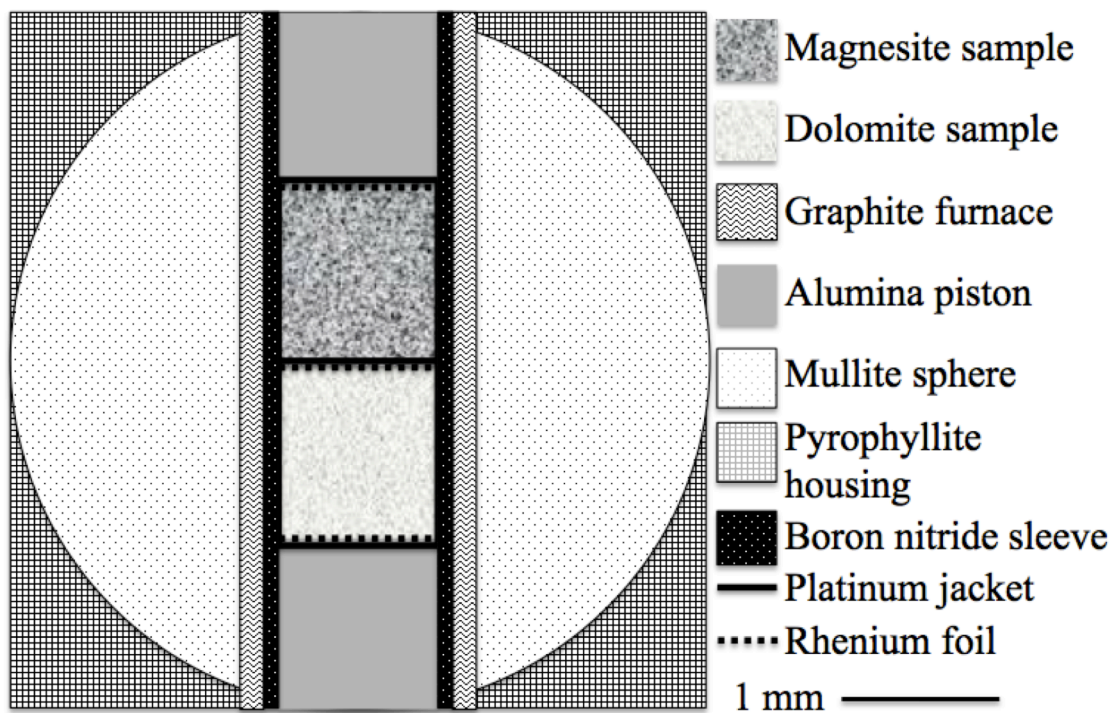 Magnesite sample
Dolomite sample
Graphite furnace
Alumina piston
Mullite sphere
Pyrophyllite
housing
Boron nitride sleeve
Platinum jacket
Rhenium foil
1 mm